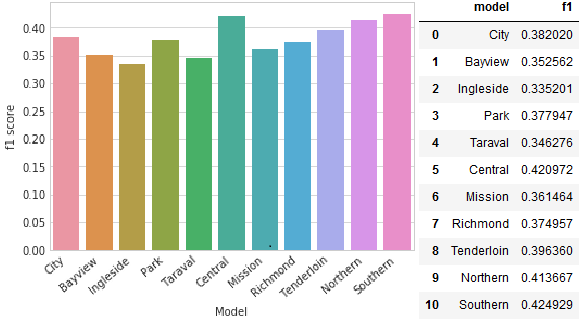 f1 score
0.40
0.35
0.30
0.25
0.20
0.15
0.10
0.05
0.00
City
Bayview
Ingleside
Park
Taraval
Central
Mission
Richmond
Tenderloin
Northern
Southern
Model
model f1
0 City 0.382020
1 Bayview 0.352562
2 Ingleside 0.335201
3 Park 0.377947
4 Taraval 0.346276
5 Central 0.420972
6 Mission 0.361464
7 Richmond 0.374957
8 Tenderloin 0.396360
9 Northern 0.413667
10 Southern 0.424929